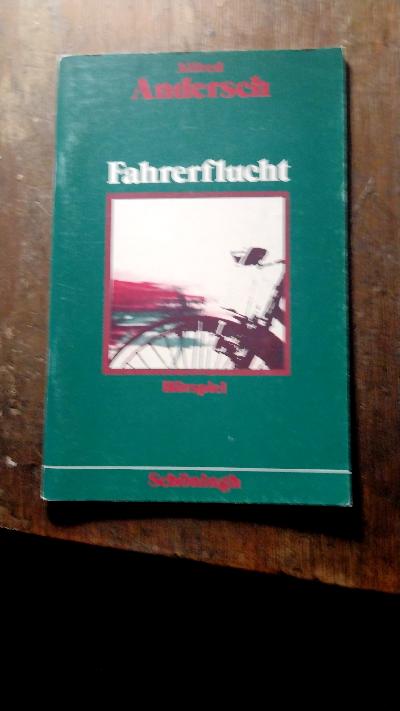 Alfred
Andersch
Fahrerflucht
Hörspiel
Schöningh